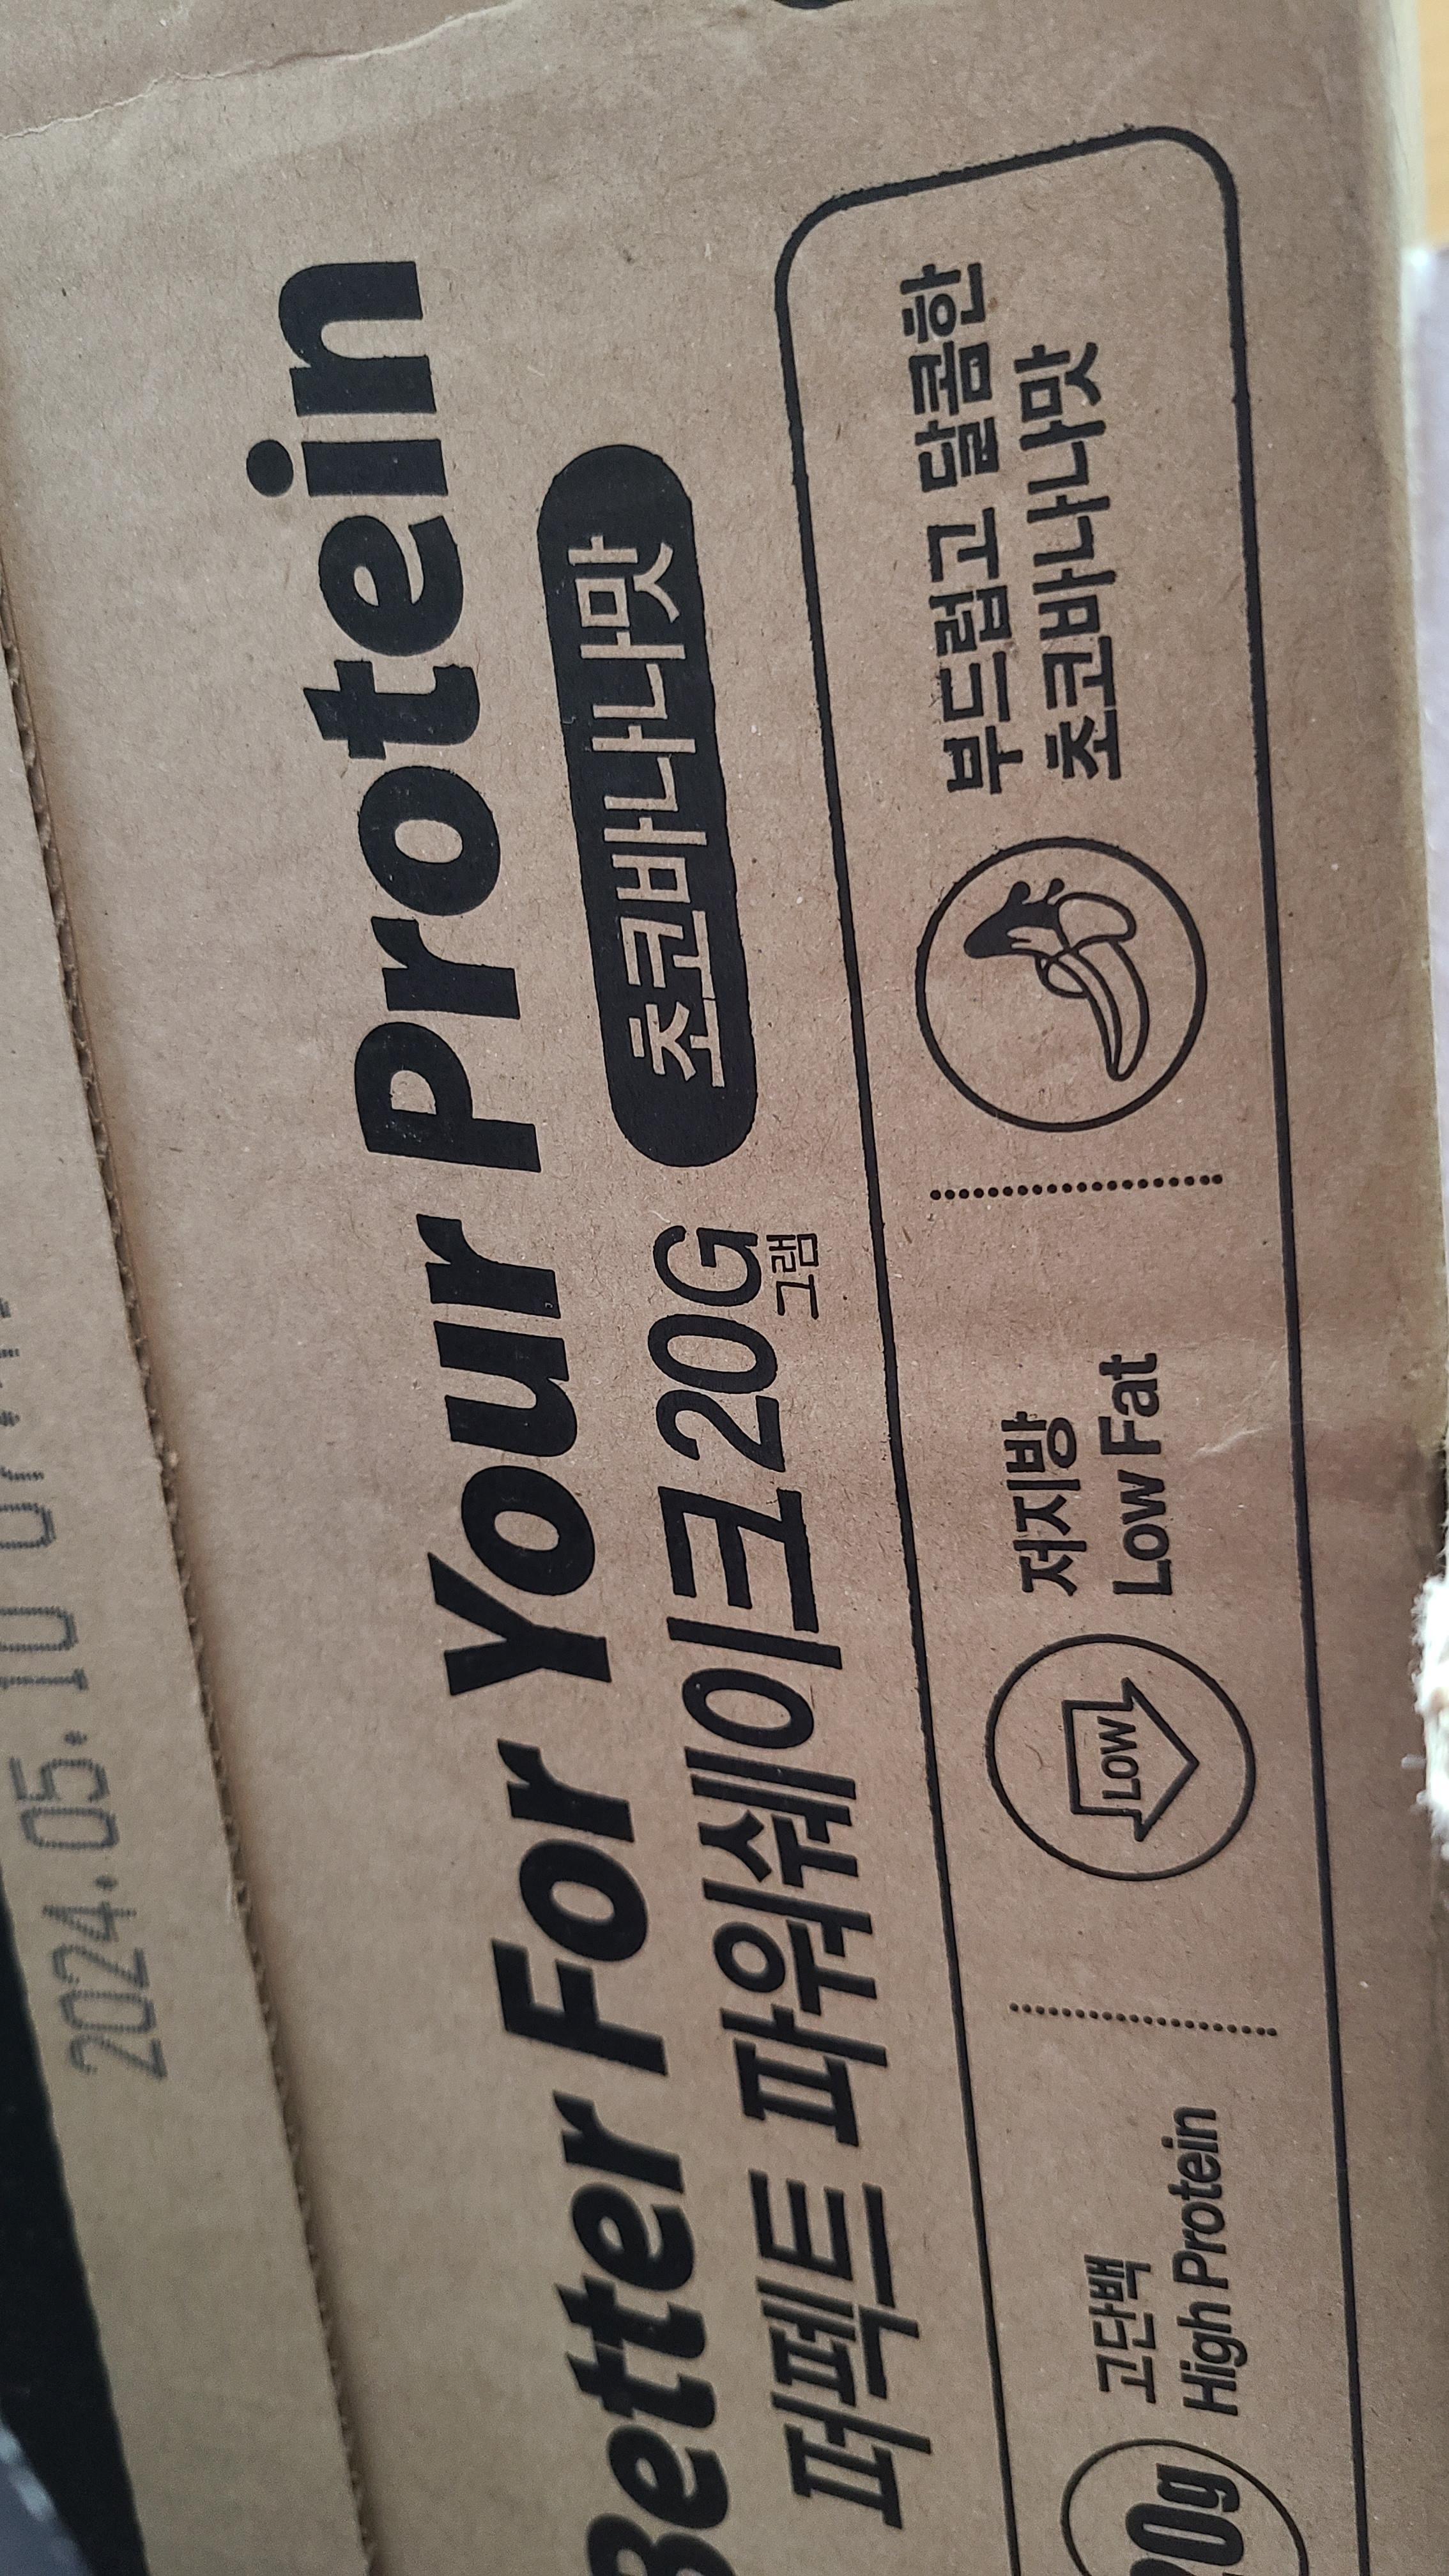 2024.05.10
Better For Your Protein
퍼펙트 파워쉐이크 20G 초코바나나맛
그램
고단백
High Protein
LOW
저지방
Low Fat
부드럽고 달콤한
초코바나나맛